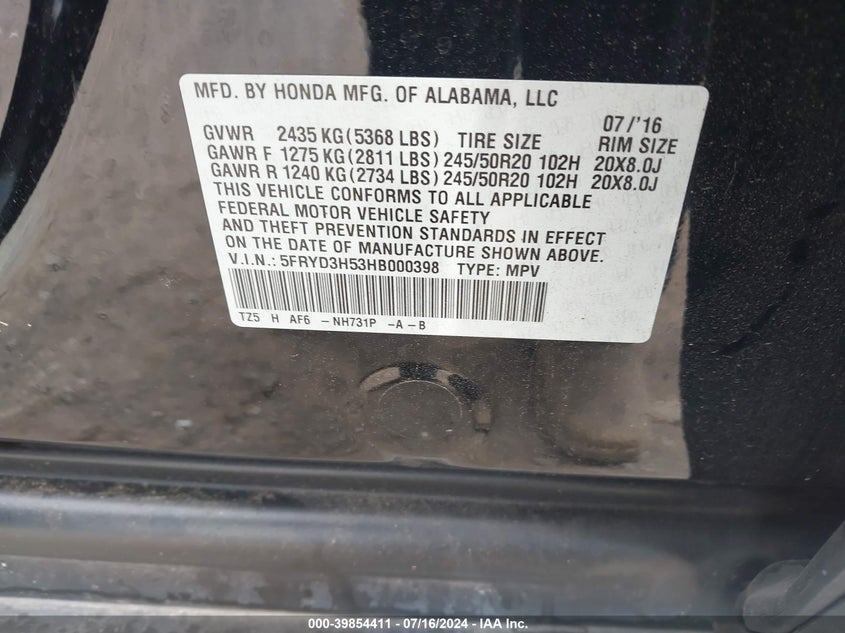 MFD. BY HONDA MFG. OF ALABAMA, LLC
07/'16
GVWR 2435 KG(5368 LBS) TIRE SIZE RIM SIZE
GAWR F 1275 KG(2811 LBS) 245/50R20 102H 20X8.0J
GAWR R 1240 KG(2734 LBS) 245/50R20 102H 20X8.0J
THIS VEHICLE CONFORMS TO ALL APPLICABLE
FEDERAL MOTOR VEHICLE SAFETY
AND THEFT PREVENTION STANDARDS IN EFFECT
ON THE DATE OF MANUFACTURE SHOWN ABOVE.
V.I.N.: 5FRYD3H53HB000398 TYPE: MPV
TZ5 H AF6 -NH731P -A-B
000-39854411 - 07/16/2024 - IAAI, Inc.